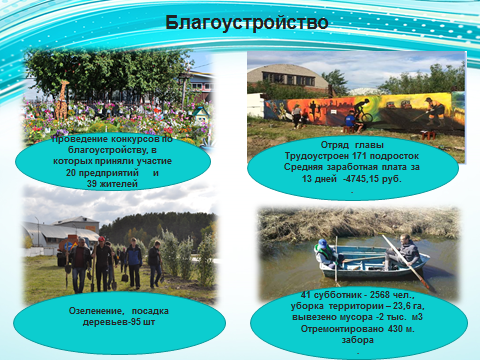 Благоустройство
Проведение конкурсов по
благоустройству, в
которых приняли участие
20 предприятий и
39 жителей
Отряд главы
Трудоустроен 171 подросток
Средняя заработная плата за
13 дней -4745,15 руб.
.
Озеленение, посадка
деревьев-95 шт
41 субботник - 2568 чел.,
уборка территории – 23,6 га,
вывезено мусора -2 тыс. м3
Отремонтировано 430 м.
забора
.